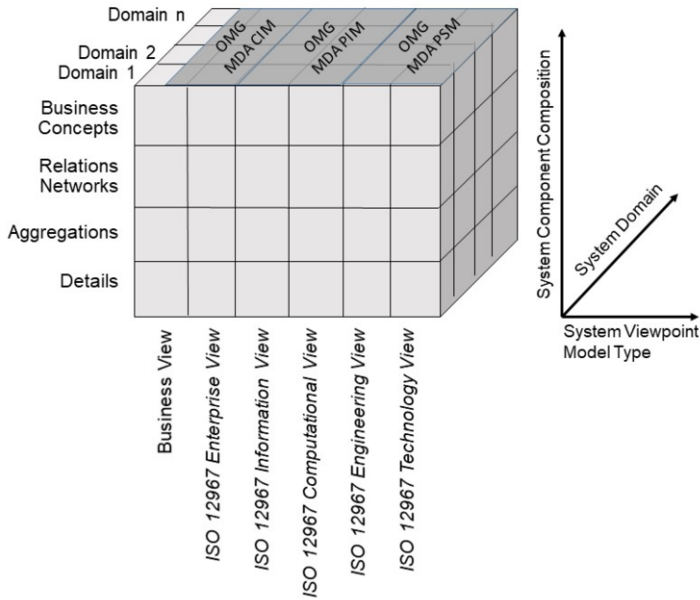 Domain n
Domain 2
Domain 1
OMG
MDA CIM
OMG
MDA PIM
OMG
MDA PSM
Business
Concepts
Relations
Networks
Aggregations
Details
Business View
ISO 12967 Enterprise View
ISO 12967 Information View
ISO 12967 Computational View
ISO 12967 Engineering View
ISO 12967 Technology View
System Component Composition
System Domain
System Viewpoint
Model Type